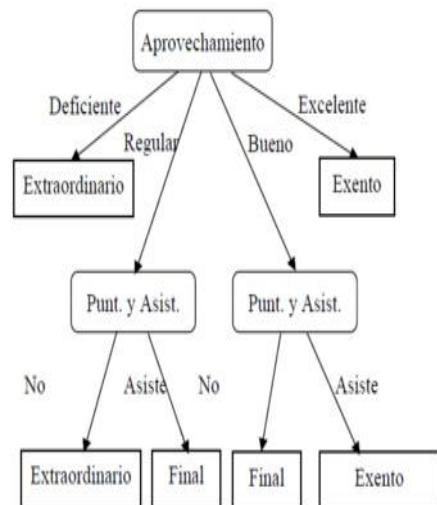 Aprovechamiento
Deficiente
Excelente
Regular
Bueno
Extraordinario
Exento
Punt. y Asist.
Punt. y Asist.
No
Asiste
No
Asiste
Extraordinario
Final
Final
Exento